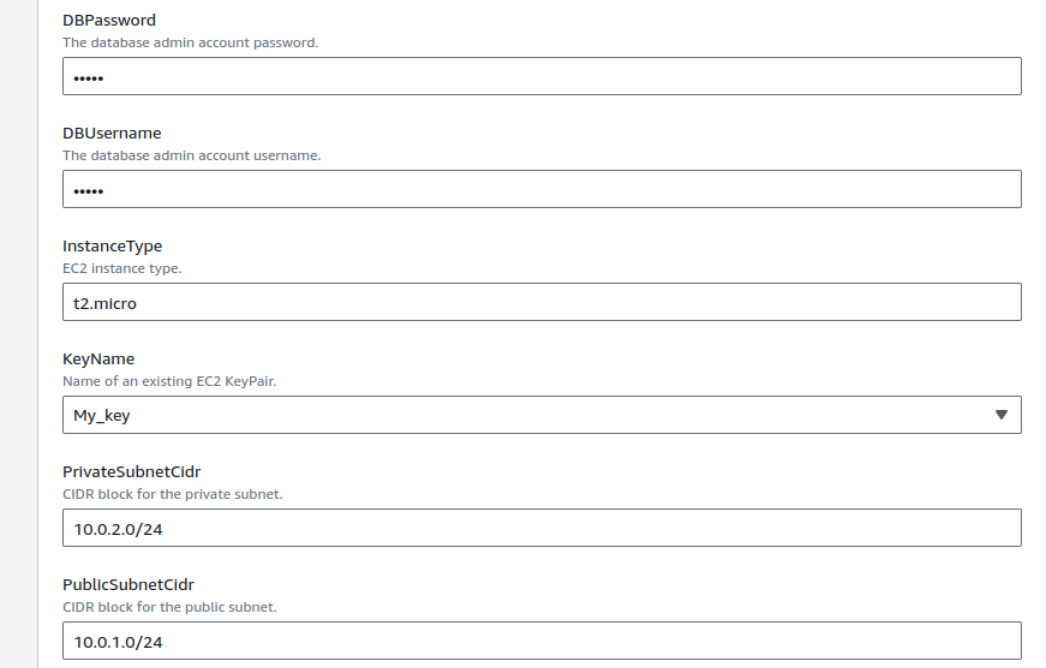 DBPassword
The database admin account password.
•••••
DBUsername
The database admin account username.
•••••
InstanceType
EC2 instance type.
t2.micro
KeyName
Name of an existing EC2 KeyPair.
My_key
PrivateSubnetCidr
CIDR block for the private subnet.
10.0.2.0/24
PublicSubnetCidr
CIDR block for the public subnet.
10.0.1.0/24